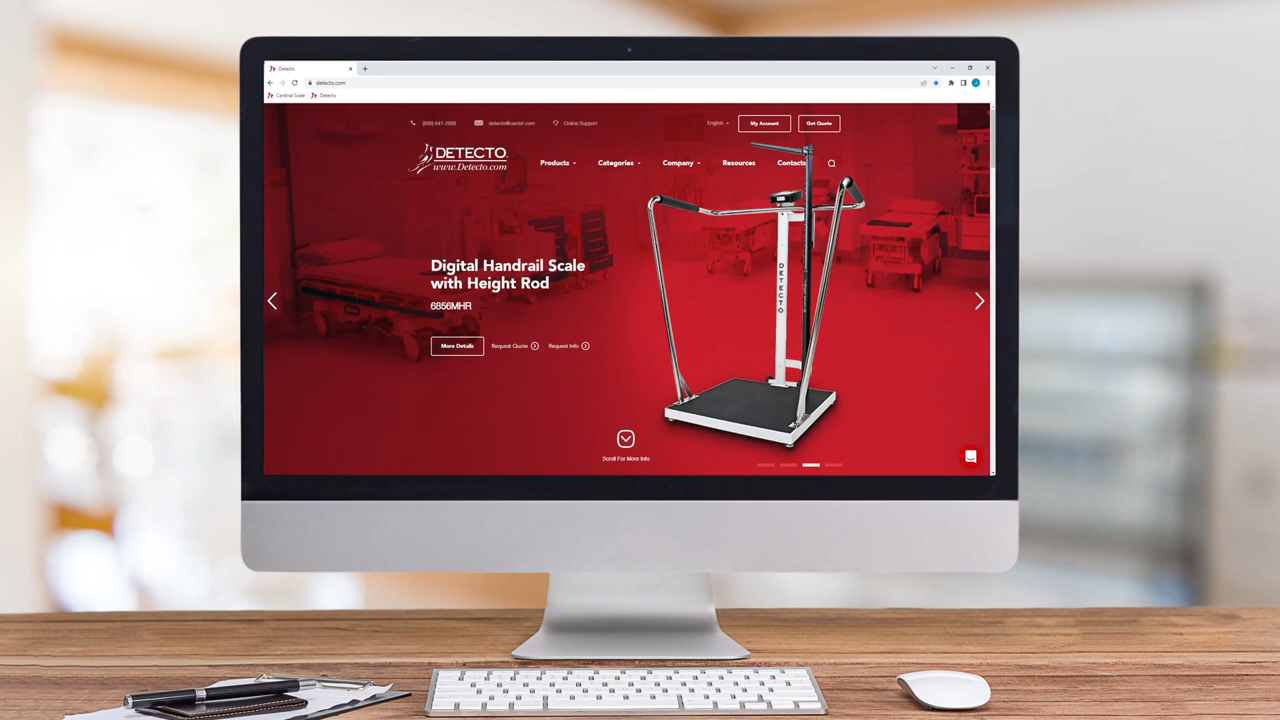 Detecto
detecto.com
Cardinal Scale
Detecto
(800) 641-2008
detecto@cardet.com
Online Support
English
My Account
Get Quote
DETECTO
www.Detecto.com
Products
Categories
Company
Resources
Contacts
Digital Handrail Scale
with Height Rod
6856MHR
More Details
Request Quote
Request Info
DETECTO
Scroll For More Info
J